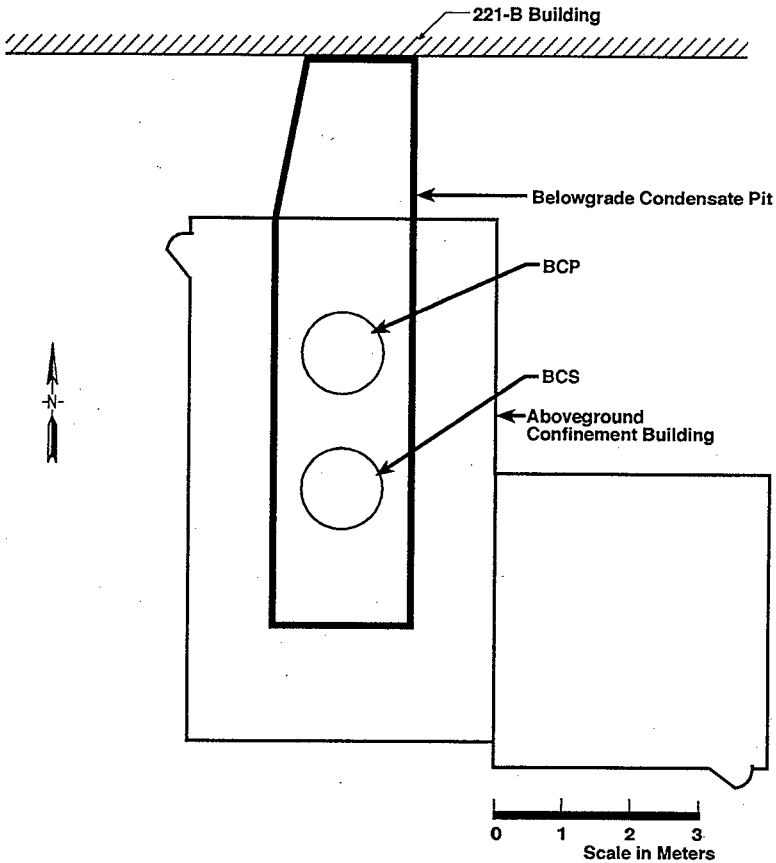 221-B Building
Belowgrade Condensate Pit
BCP
BCS
Aboveground
Confinement Building
N
0 1 2 3
Scale in Meters